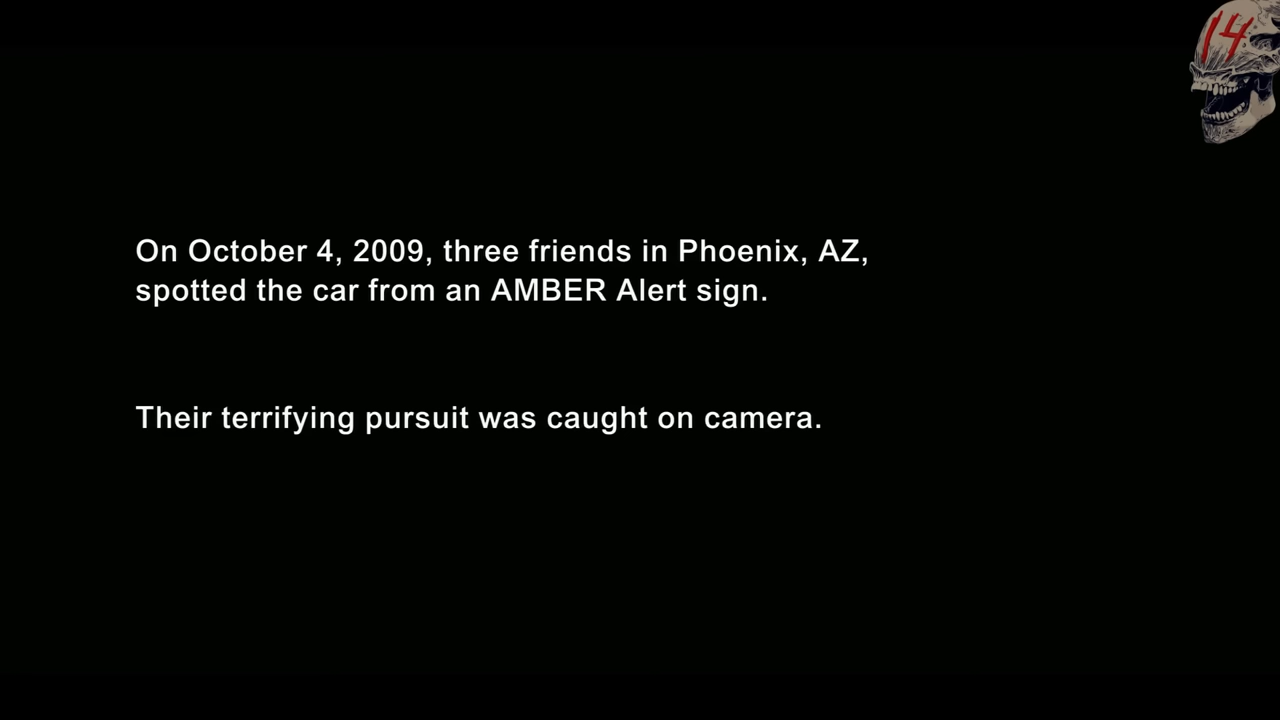 14
On October 4, 2009, three friends in Phoenix, AZ,
spotted the car from an AMBER Alert sign.
Their terrifying pursuit was caught on camera.